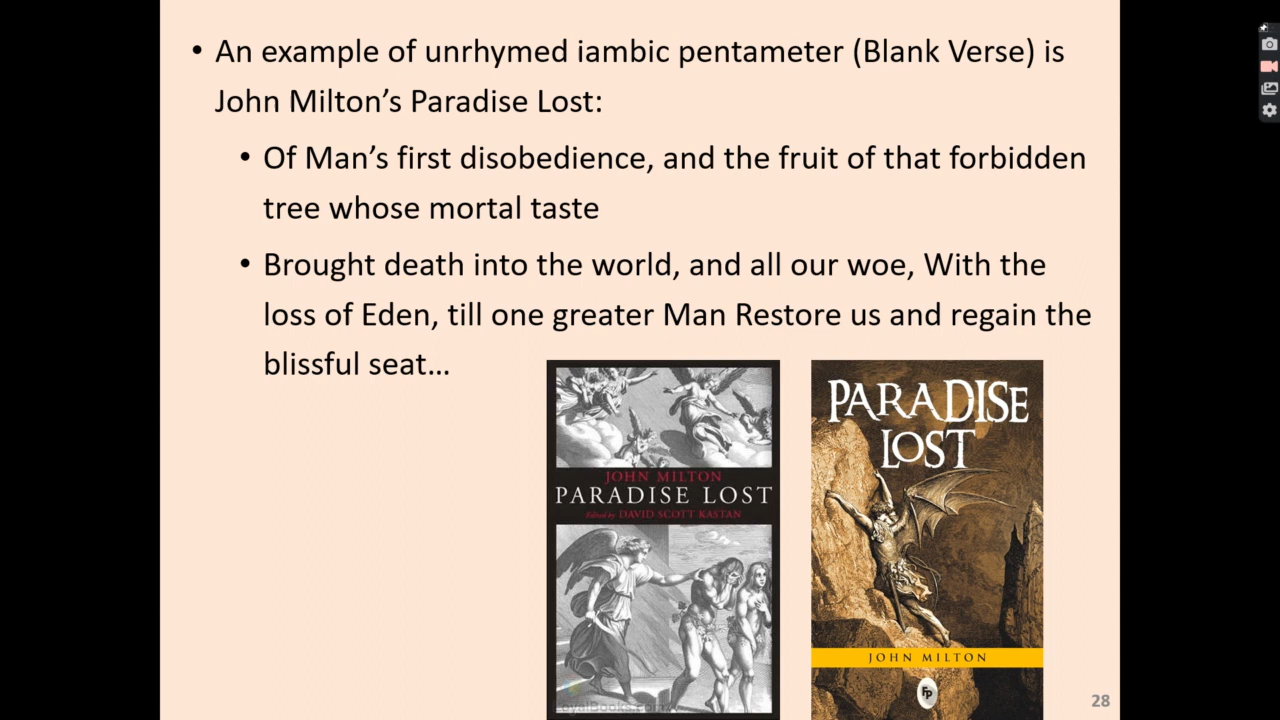 • An example of unrhymed iambic pentameter (Blank Verse) is
John Milton’s Paradise Lost:
• Of Man’s first disobedience, and the fruit of that forbidden
tree whose mortal taste
• Brought death into the world, and all our woe, With the
loss of Eden, till one greater Man Restore us and regain the
blissful seat…
JOHN MILTON
PARADISE LOST
Edited by DAVID SCOTT KASTAN
LoyalBooks.com
PARADISE
LOST
JOHN MILTON
FP
28